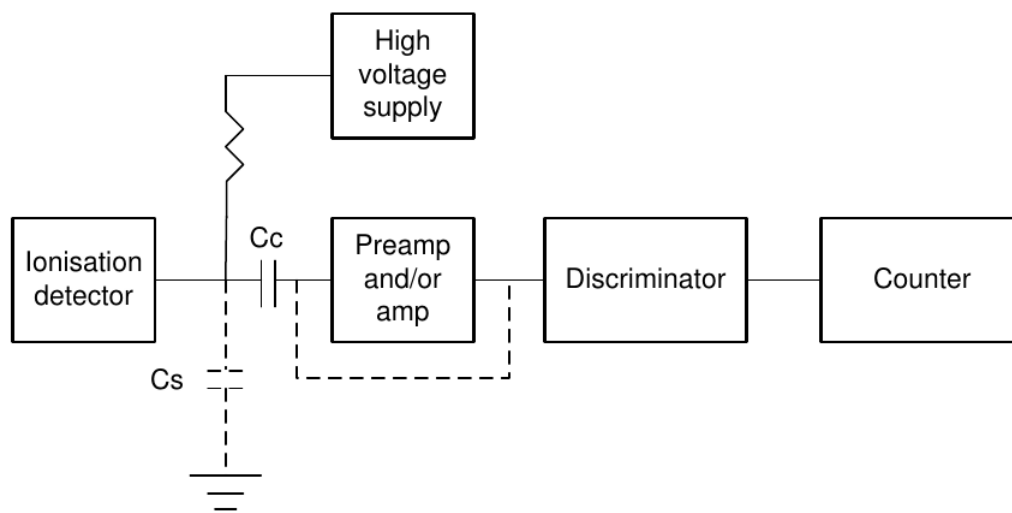 High
voltage
supply
Cc
Ionisation
detector
Preamp
and/or
amp
Discriminator
Counter
Cs